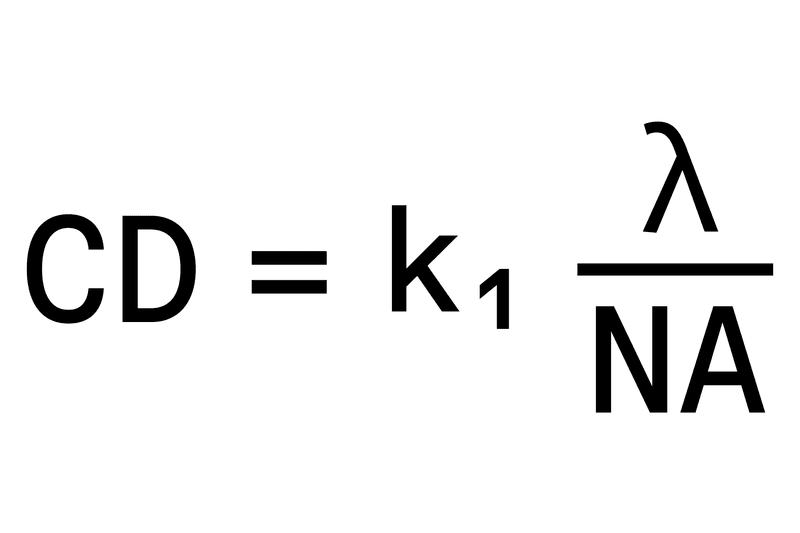 CD = k₁ λ/NA